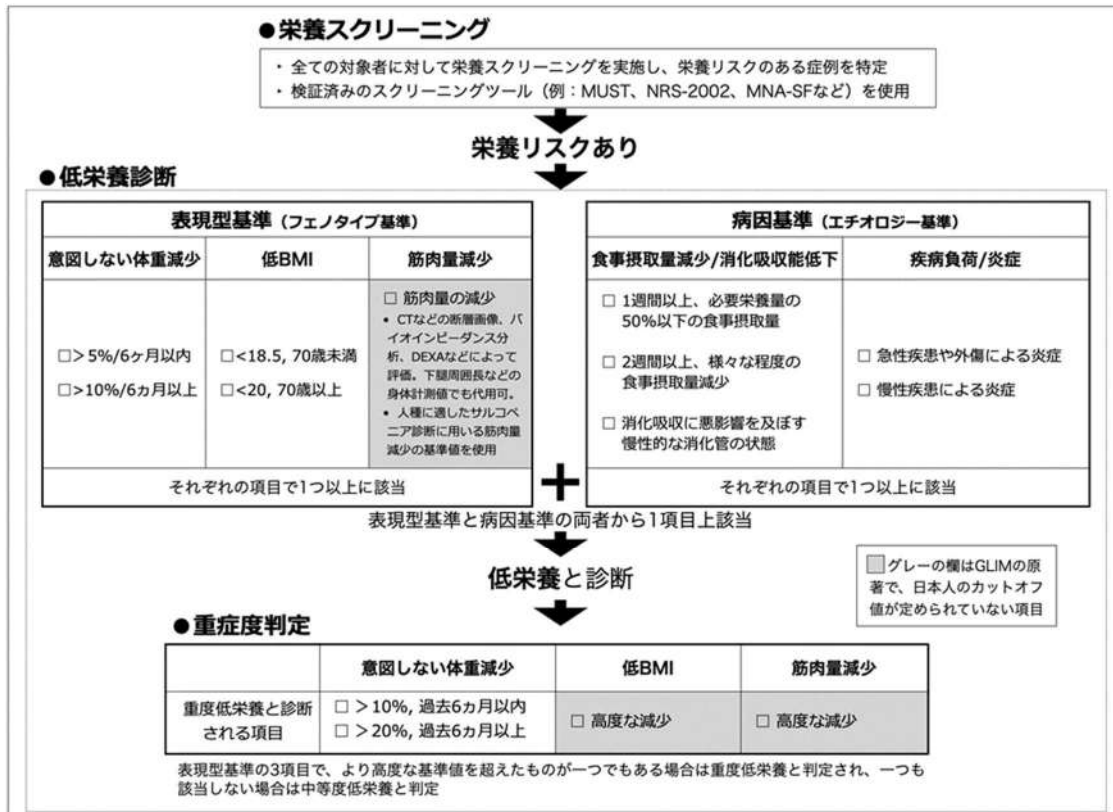 ●栄養スクリーニング
・全ての対象者に対して栄養スクリーニングを実施し、栄養リスクのある症例を特定
・検証済みのスクリーニングツール（例：MUST、NRS-2002、MNA-SFなど）を使用
栄養リスクあり
●低栄養診断
表現型基準（フェノタイプ基準）
意図しない体重減少
低BMI
筋肉量減少
□＞5%/6ヶ月以内
□＞10%/6ヵ月以上
□<18.5, 70歳未満
□<20, 70歳以上
□ 筋肉量の減少
• CTなどの断層画像、バ
イオインピーダンス分
析、DEXAなどによって
評価。下腿周囲長などの
身体計測値でも代用可。
• 人種に適したサルコペ
ニア診断に用いる筋肉量
減少の基準値を使用
それぞれの項目で1つ以上に該当
病因基準（エチオロジー基準）
食事摂取量減少/消化吸収能低下
疾病負荷/炎症
□ 1週間以上、必要栄養量の
50%以下の食事摂取量
□ 2週間以上、様々な程度の
食事摂取量減少
□ 消化吸収に悪影響を及ぼす
慢性的な消化管の状態
□ 急性疾患や外傷による炎症
□ 慢性疾患による炎症
それぞれの項目で1つ以上に該当
+
表現型基準と病因基準の両者から1項目上該当
低栄養と診断
グレーの欄はGLIMの原
著で、日本人のカットオフ
値が定められていない項目
●重症度判定
意図しない体重減少
低BMI
筋肉量減少
重度低栄養と診断
される項目
□ ＞10%, 過去6ヵ月以内
□ ＞20%, 過去6ヵ月以上
□ 高度な減少
□ 高度な減少
表現型基準の3項目で、より高度な基準値を超えたものが一つでもある場合は重度低栄養と判定され、一つも
該当しない場合は中等度低栄養と判定